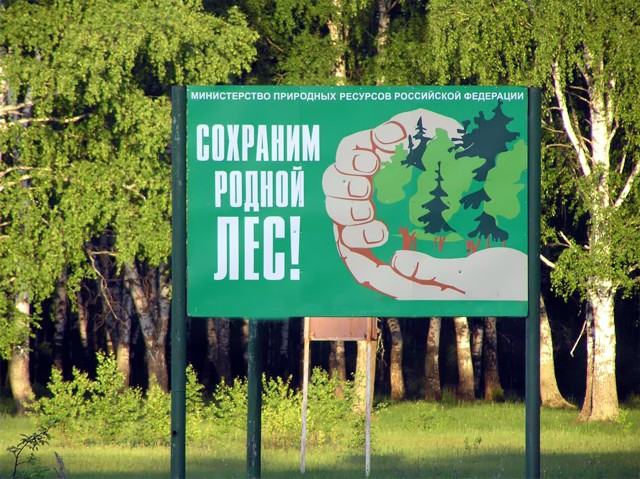 МИНИСТЕРСТВО ПРИРОДНЫХ РЕСУРСОВ РОССИЙСКОЙ ФЕДЕРАЦИИ
СОХРАНИМ
РОДНОЙ
ЛЕС!